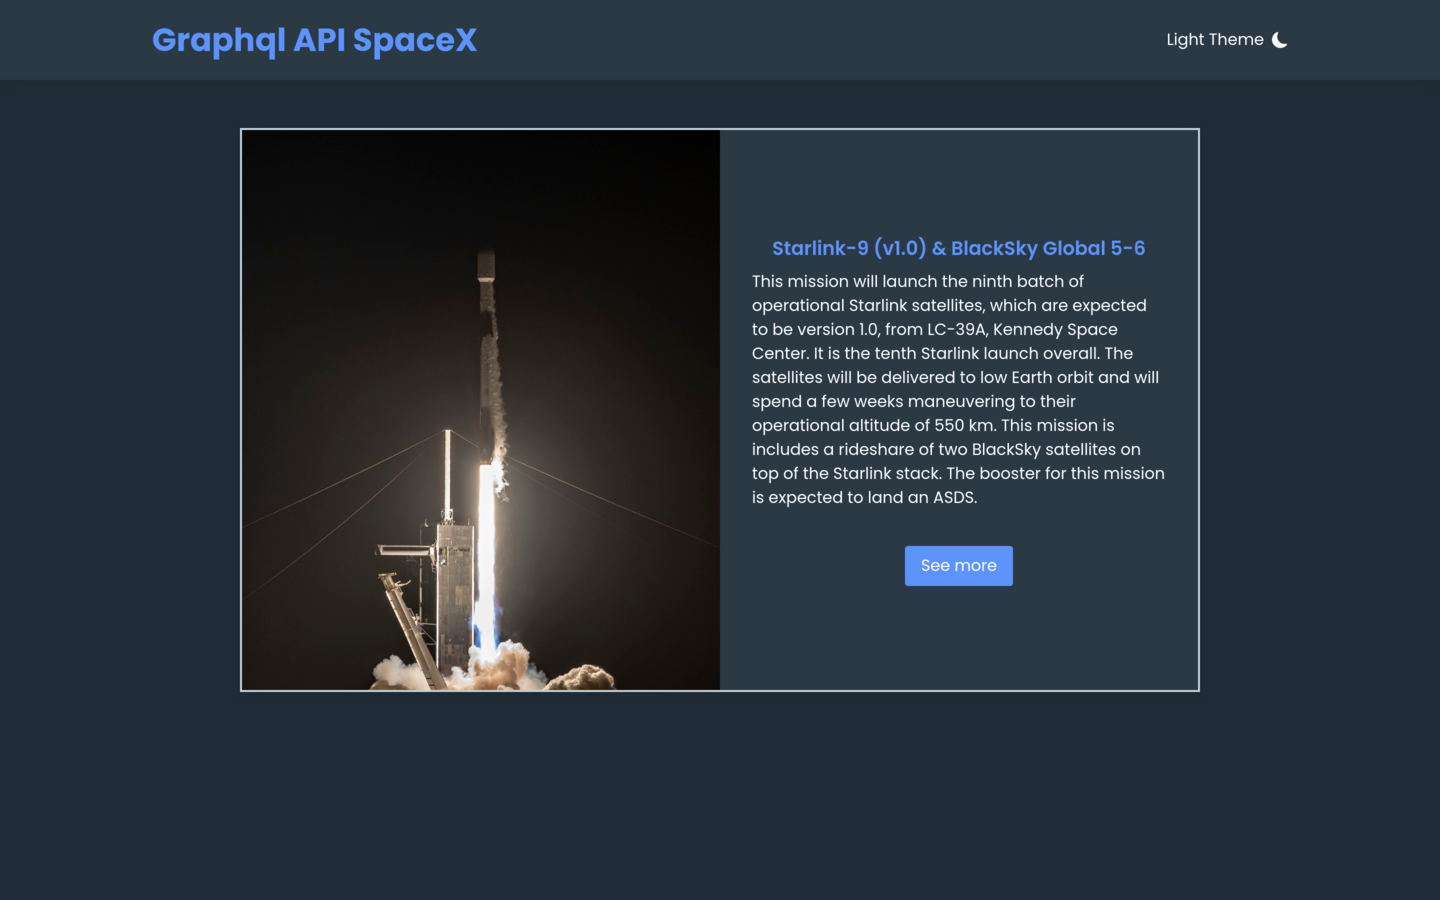 Graphql API SpaceX
Light Theme
Starlink-9 (v1.0) & BlackSky Global 5-6
This mission will launch the ninth batch of
operational Starlink satellites, which are expected
to be version 1.0, from LC-39A, Kennedy Space
Center. It is the tenth Starlink launch overall. The
satellites will be delivered to low Earth orbit and will
spend a few weeks maneuvering to their
operational altitude of 550 km. This mission is
includes a rideshare of two BlackSky satellites on
top of the Starlink stack. The booster for this mission
is expected to land an ASDS.
See more